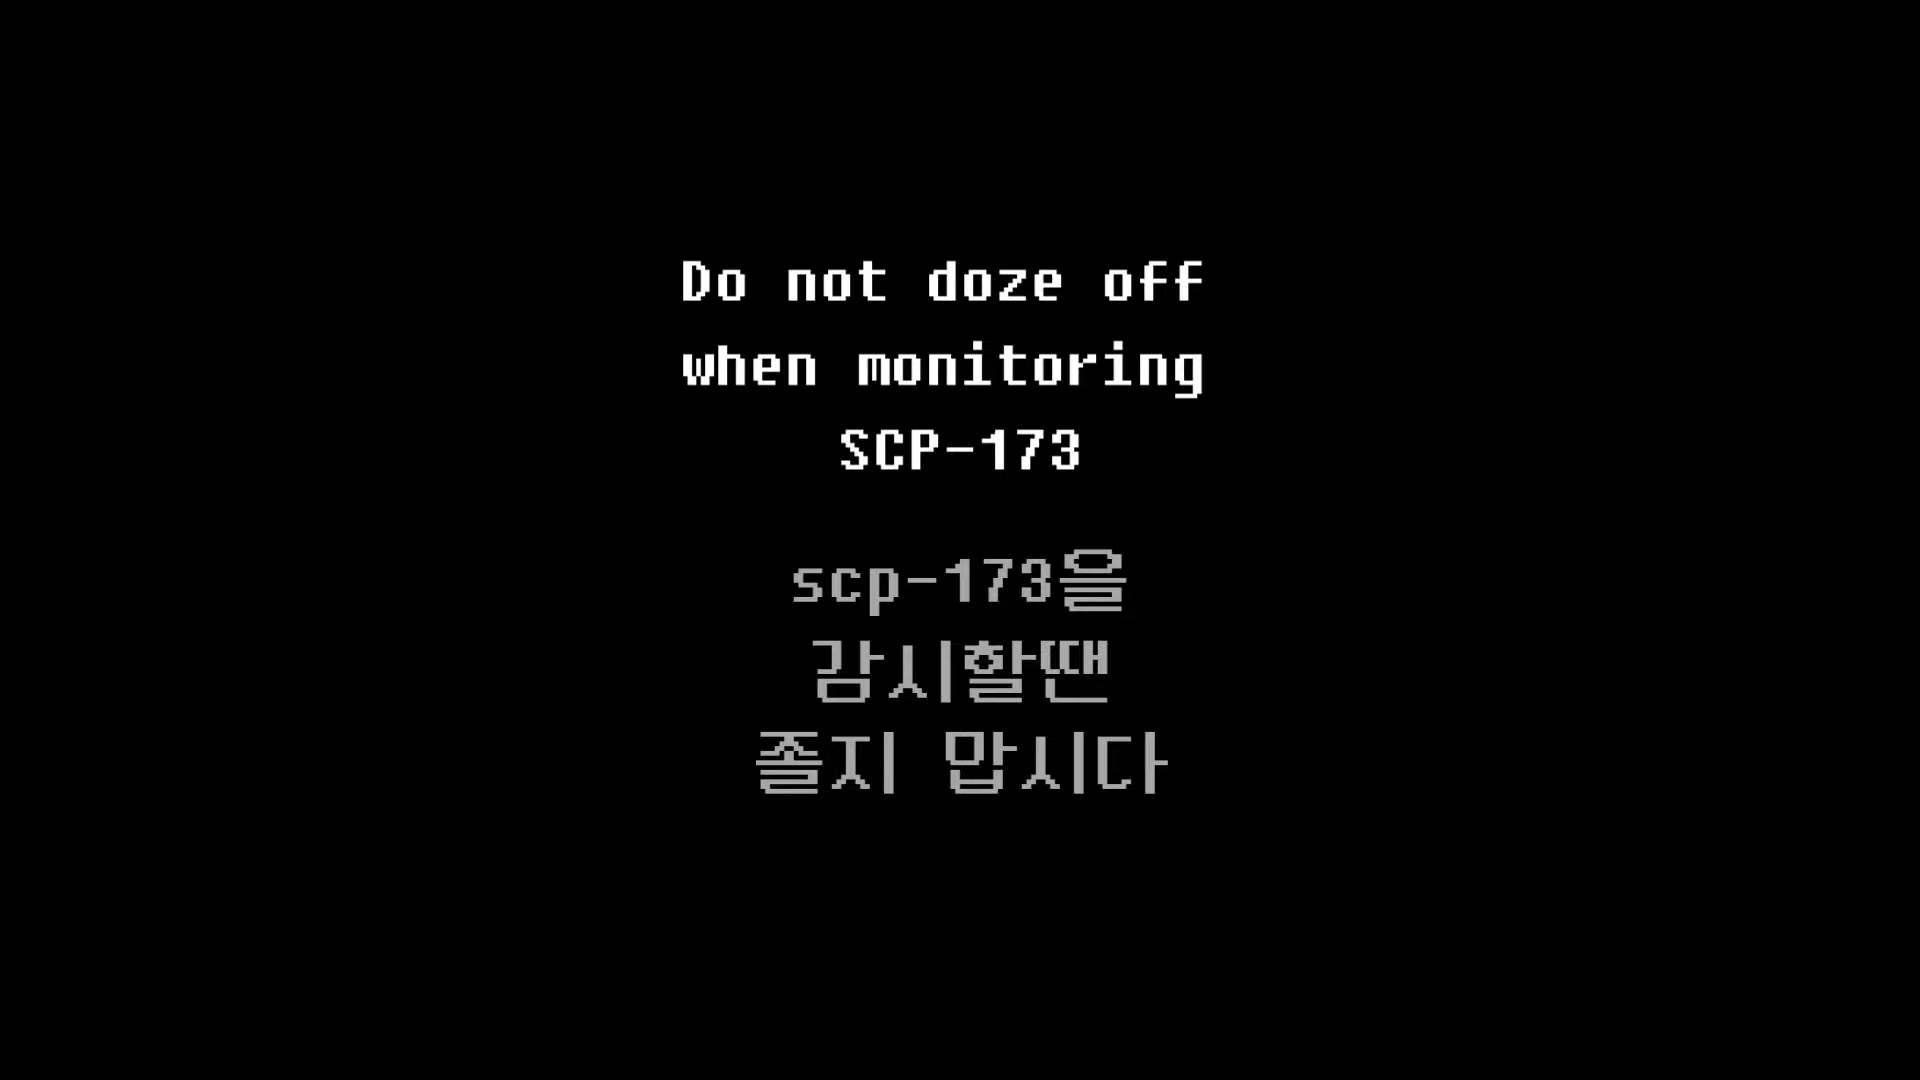 Do not doze off
when monitoring
SCP-173
scp-173을
감시할땐
졸지 맙시다